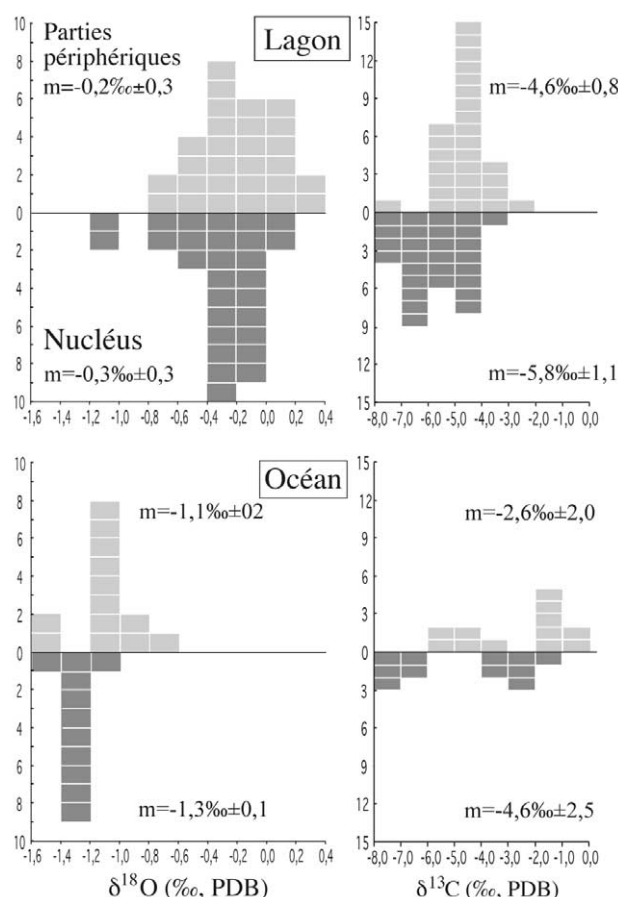 Parties
périphériques
m=-0,2‰±0,3
Lagon
m=-4,6‰±0,8
10
8
6
4
2
0
2
4
6
8
10
15
12
9
6
3
0
3
6
9
12
15
Nucléus
m=-0,3‰±0,3
m=-5,8‰±1,1
-1,6 -1,2 -1,0 -0,8 -0,6 -0,4 -0,2 0,0 0,2 0,4
-8,0 -7,0 -6,0 -5,0 -4,0 -3,0 -2,0 -1,0 0,0
Océan
m=-1,1‰±02
m=-2,6‰±2,0
10
8
6
4
2
0
2
4
6
8
10
15
12
9
6
3
0
3
6
9
12
15
m=-1,3‰±0,1
m=-4,6‰±2,5
-1,6 -1,4 -1,2 -1,0 -0,8 -0,6 -0,4 -0,2 0,0 0,2 0,4
-8,0 -7,0 -6,0 -5,0 -4,0 -3,0 -2,0 -1,0 0,0
δ¹⁸O (‰, PDB)
δ¹³C (‰, PDB)